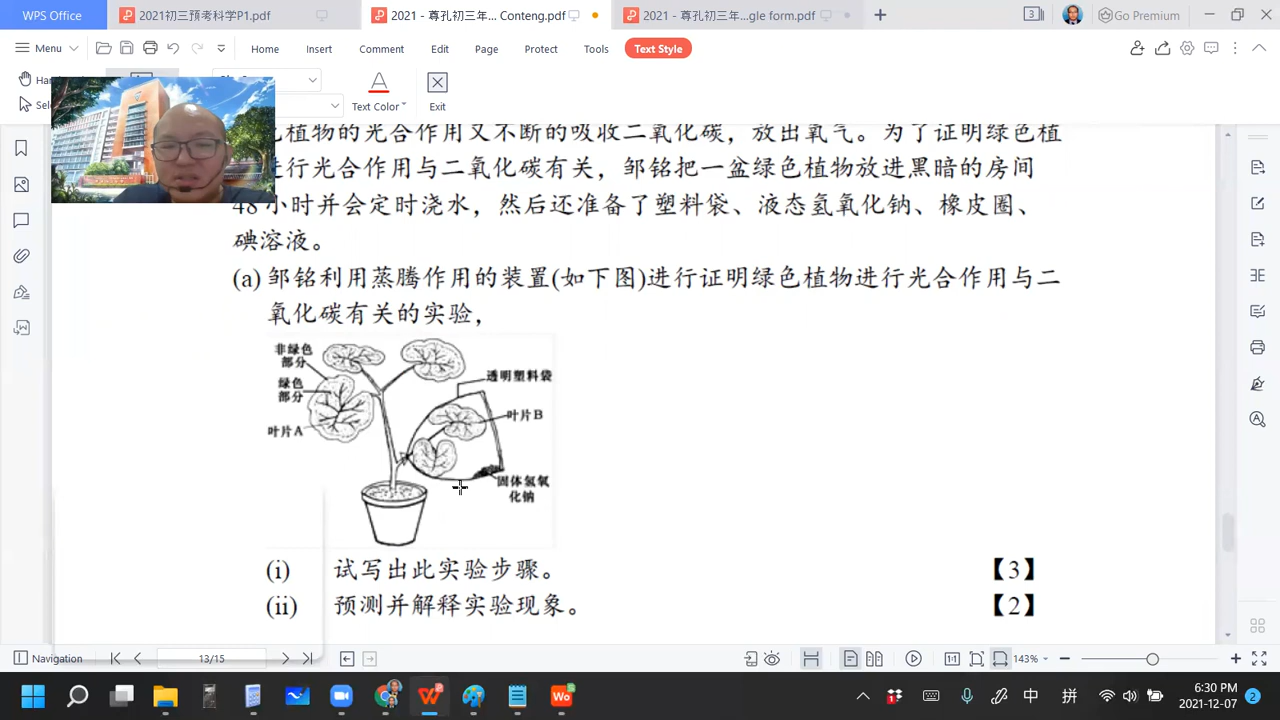 WPS Office
2021初三预考科学P1.pdf
2021 - 尊孔初三年... Conteng.pdf
2021 - 尊孔初三年...gle form.pdf
3
Go Premium
Menu
Home
Insert
Comment
Edit
Page
Protect
Tools
Text Style
Text Color
Exit
植物的光合作用又不断的吸收二氧化碳，放出氧气。为了证明绿色植
行光合作用与二氧化碳有关，邹铭把一盆绿色植物放进黑暗的房间
48 小时并会定时浇水，然后还准备了塑料袋、液态氢氧化钠、橡皮圈、
碘溶液。
(a) 邹铭利用蒸腾作用的装置(如下图)进行证明绿色植物进行光合作用与二
氧化碳有关的实验，
非绿色
部分
绿色
部分
叶片A
透明塑料袋
叶片B
固体氢氧
化钠
(i) 试写出此实验步骤。 【3】
(ii) 预测并解释实验现象。 【2】
Navigation
13/15
143%
中
拼
6:30 PM
2021-12-07
2